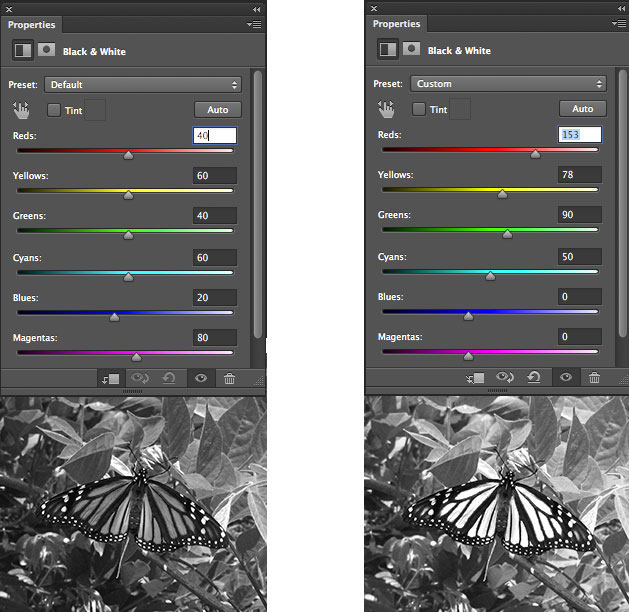 Properties
Black & White
Preset: Default
Tint Auto
Reds: 40
Yellows: 60
Greens: 40
Cyans: 60
Blues: 20
Magentas: 80
Properties
Black & White
Preset: Custom
Tint Auto
Reds: 153
Yellows: 78
Greens: 90
Cyans: 50
Blues: 0
Magentas: 0